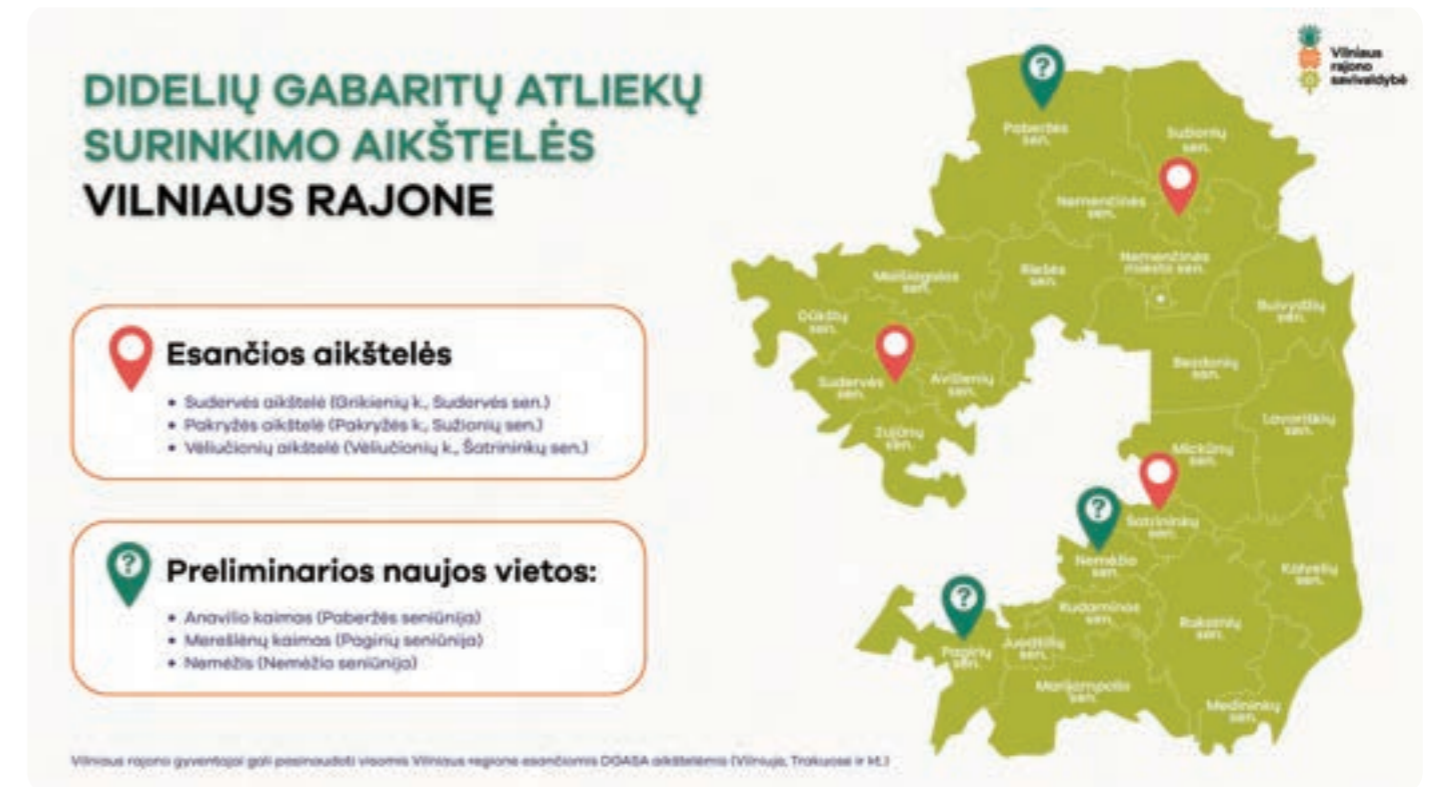 DIDELIŲ GABARITŲ ATLIEKŲ
SURINKIMO AIKŠTELĖS
VILNIAUS RAJONE
Esančios aikštelės
• Sudervės aikštelė (Grikienių k., Sudervės sen.)
• Pakryžės aikštelė (Pakryžės k., Sužionių sen.)
• Vėliučionių aikštelė (Vėliučionių k., Šatrininkų sen.)
Preliminarios naujos vietos:
• Anavilio kaimas (Paberžės seniūnija)
• Merešlėnų kaimas (Pagirių seniūnija)
• Nemėžis (Nemėžio seniūnija)
Vilniaus rajono gyventojai gali pasinaudoti visomis Vilniaus regione esančiomis DGASA aikštelėmis (Vilniuje, Trakuose ir kt.)
Vilniaus
rajono
savivaldybė
?
Paberžės
sen.
Sužionių
sen.
Nemenčinės
sen.
Nemenčinės
miesto sen.
Maišiagalos
sen.
Riešės
sen.
Buivydžių
sen.
Dūkštų
sen.
Sudervės
sen.
Avižienių
sen.
Bezdonių
sen.
Zujūnų
sen.
Lavoriškių
sen.
Mickūnų
sen.
?
Šatrininkų
sen.
Nemėžio
sen.
Kalvelių
sen.
?
Rudaminos
sen.
Rukainių
sen.
Pagirių
sen.
Juodšilių
sen.
Marijampolio
sen.
Medininkų
sen.
?